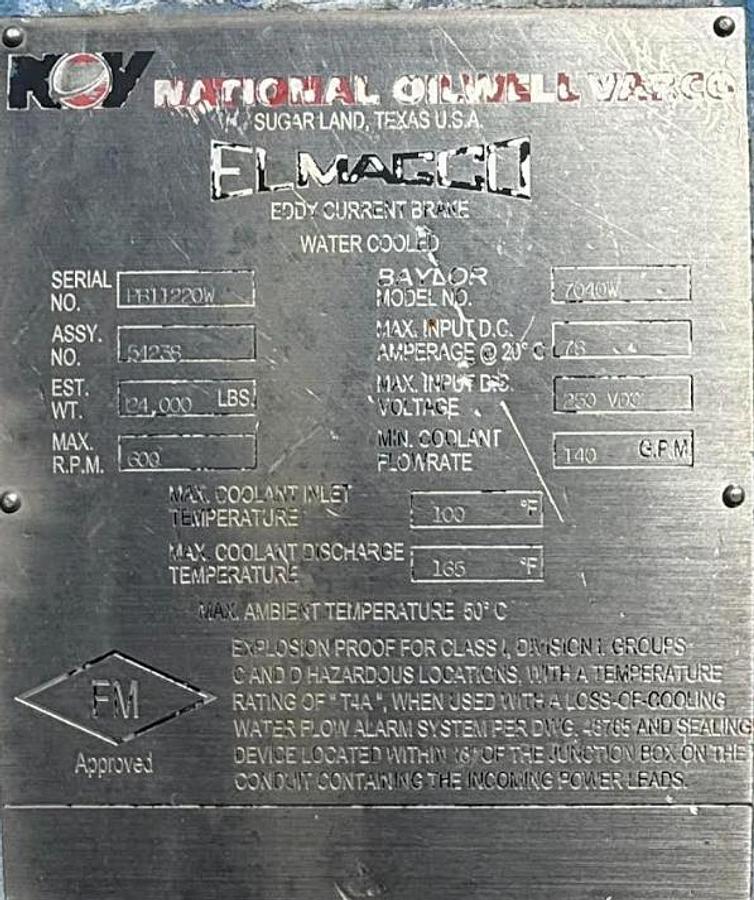 NOV NATIONAL OILWELL VARCO
SUGAR LAND, TEXAS U.S.A.
ELMAGCO
EDDY CURRENT BRAKE
WATER COOLED
SERIAL NO. PB11220W
BAYLOR MODEL NO. 7040W
ASSY. NO. 54238
MAX. INPUT D.C. AMPERAGE @ 20° C 78
EST. WT. 24,000 LBS.
MAX. INPUT D.C. VOLTAGE 250 VDC
MAX. R.P.M. 600
MIN. COOLANT FLOWRATE 140 G.P.M.
MAX. COOLANT INLET TEMPERATURE 100 °F
MAX. COOLANT DISCHARGE TEMPERATURE 165 °F
MAX. AMBIENT TEMPERATURE 50° C
FM
Approved
EXPLOSION PROOF FOR CLASS I, DIVISION I, GROUPS
C AND D HAZARDOUS LOCATIONS, WITH A TEMPERATURE
RATING OF "T4A", WHEN USED WITH A LOSS-OF-COOLING
WATER FLOW ALARM SYSTEM PER DWG. 48765 AND SEALING
DEVICE LOCATED WITHIN 18" OF THE JUNCTION BOX ON THE
CONDUIT CONTAINING THE INCOMING POWER LEADS.